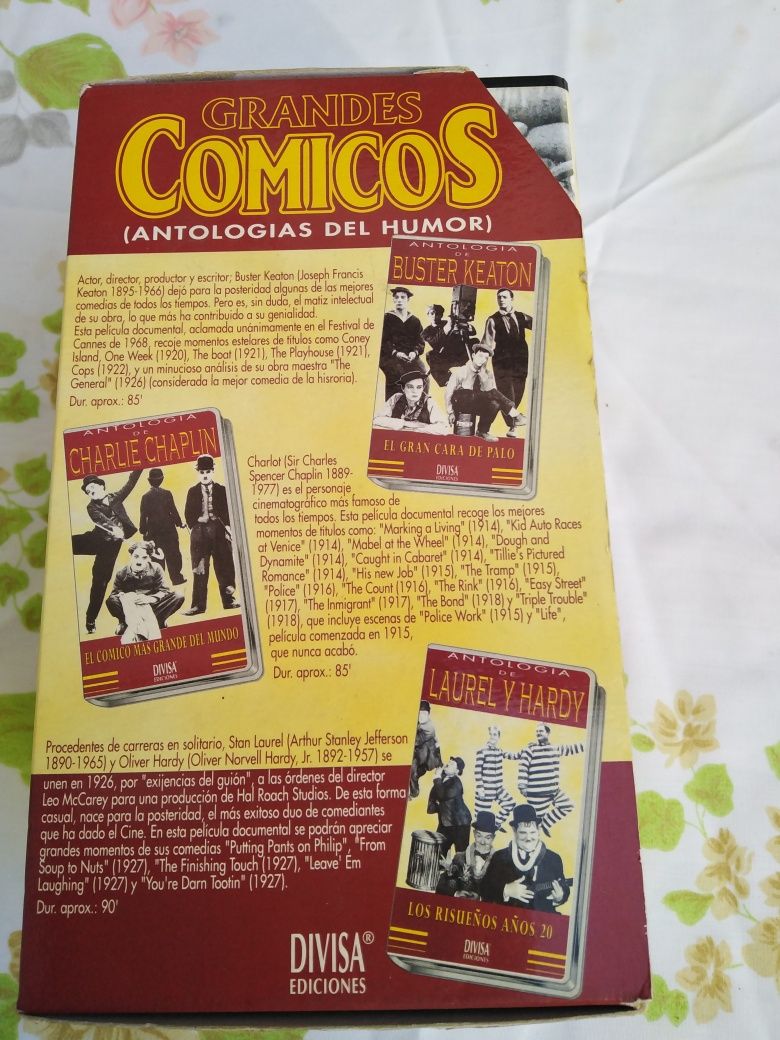 GRANDES
COMICOS
(ANTOLOGIAS DEL HUMOR)
Actor, director, productor y escritor; Buster Keaton (Joseph Francis
Keaton 1895-1966) dejó para la posteridad algunas de las mejores
comedias de todos los tiempos. Pero es, sin duda, el matiz intelectual
de su obra, lo que más ha contribuido a su genialidad.
Esta película documental, aclamada unánimemente en el Festival de
Cannes de 1968, recoje momentos estelares de títulos como Coney
Island, One Week (1920), The boat (1921), The Playhouse (1921),
Cops (1922), y un minucioso análisis de su obra maestra "The
General" (1926) (considerada la mejor comedia de la hisroria).
Dur. aprox.: 85'
ANTOLOGIA
DE
BUSTER KEATON
EL GRAN CARA DE PALO
DIVISA
EDICIONES
ANTOLOGIA
DE
CHARLIE CHAPLIN
EL COMICO MAS GRANDE DEL MUNDO
DIVISA
EDICIONES
Charlot (Sir Charles
Spencer Chaplin 1889-
1977) es el personaje
cinematográfico más famoso de
todos los tiempos. Esta película documental recoge los mejores
momentos de títulos como: "Marking a Living" (1914), "Kid Auto Races
at Venice" (1914), "Mabel at the Wheel" (1914), "Dough and
Dynamite" (1914), "Caught in Cabaret" (1914), "Tillie's Pictured
Romance" (1914), "His new Job" (1915), "The Tramp" (1915),
"Police" (1916), "The Count (1916), "The Rink" (1916), "Easy Street"
(1917), "The Inmigrant" (1917), "The Bond" (1918) y "Triple Trouble"
(1918), que incluye escenas de "Police Work" (1915) y "Life",
película comenzada en 1915,
que nunca acabó.
Dur. aprox.: 85'
ANTOLOGIA
DE
LAUREL Y HARDY
LOS RISUEÑOS AÑOS 20
DIVISA
EDICIONES
Procedentes de carreras en solitario, Stan Laurel (Arthur Stanley Jefferson
1890-1965) y Oliver Hardy (Oliver Norvell Hardy, Jr. 1892-1957) se
unen en 1926, por "exijencias del guión", a las órdenes del director
Leo McCarey para una producción de Hal Roach Studios. De esta forma
casual, nace para la posteridad, el más exitoso duo de comediantes
que ha dado el Cine. En esta película documental se podrán apreciar
grandes momentos de sus comedias "Putting Pants on Philip", "From
Soup to Nuts" (1927), "The Finishing Touch (1927), "Leave' Em
Laughing" (1927) y "You're Darn Tootin" (1927).
Dur. aprox.: 90'
DIVISA®
EDICIONES